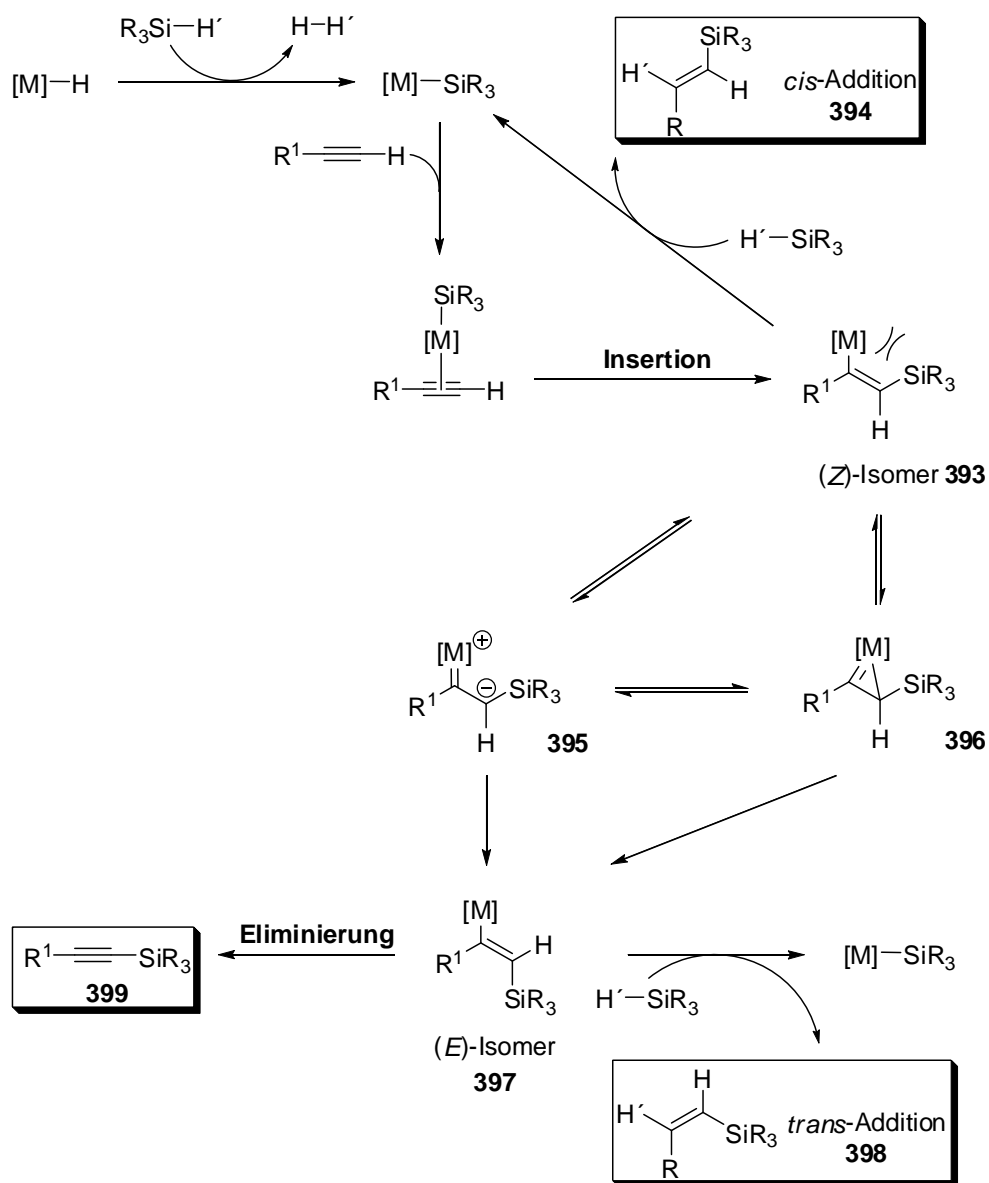 R3Si—H´ H—H´
[M]—H [M]—SiR3
R1 H
SiR3
H´
H
R
cis-Addition
394
H´—SiR3
SiR3
[M]
R1 H
Insertion
[M]
R1 SiR3
H
(Z)-Isomer 393
[M]+
R1 − SiR3
H
395
[M]
R1 SiR3
H
396
R1 SiR3
399
Eliminierung
[M]
R1 H
SiR3
(E)-Isomer
397
H´—SiR3
[M]—SiR3
H
H´
SiR3
R
trans-Addition
398